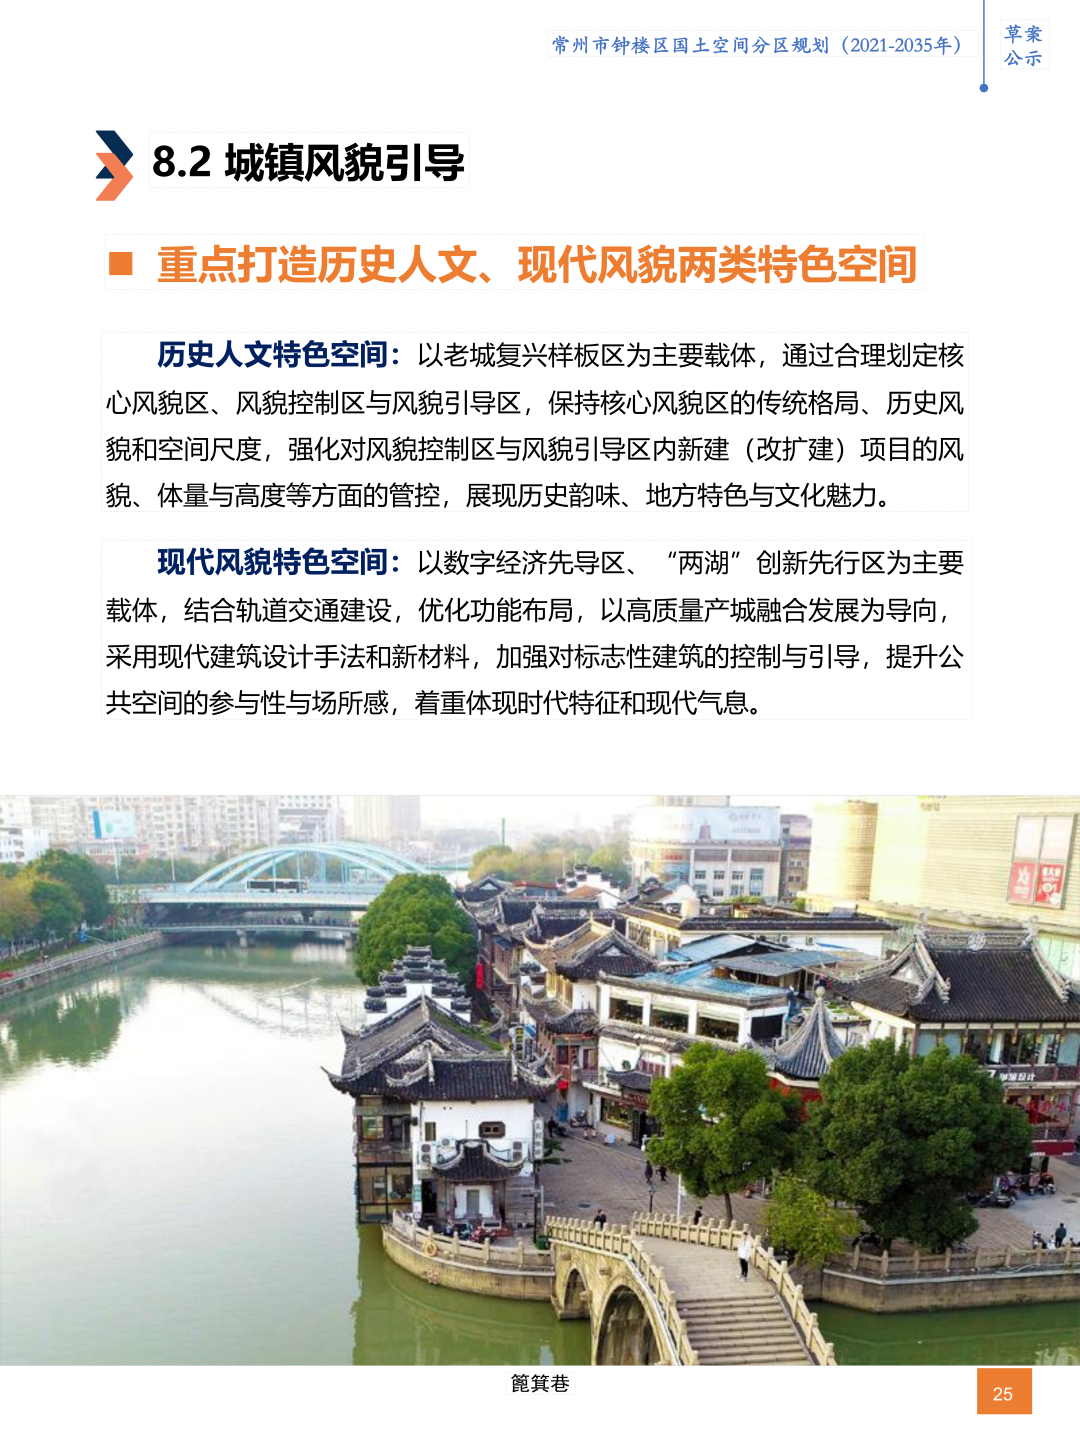 常州市钟楼区国土空间分区规划（2021-2035年）
草案
公示
8.2 城镇风貌引导
■ 重点打造历史人文、现代风貌两类特色空间
历史人文特色空间：以老城复兴样板区为主要载体，通过合理划定核
心风貌区、风貌控制区与风貌引导区，保持核心风貌区的传统格局、历史风
貌和空间尺度，强化对风貌控制区与风貌引导区内新建（改扩建）项目的风
貌、体量与高度等方面的管控，展现历史韵味、地方特色与文化魅力。
现代风貌特色空间：以数字经济先导区、“两湖”创新先行区为主要
载体，结合轨道交通建设，优化功能布局，以高质量产城融合发展为导向，
采用现代建筑设计手法和新材料，加强对标志性建筑的控制与引导，提升公
共空间的参与性与场所感，着重体现时代特征和现代气息。
篦箕巷
25